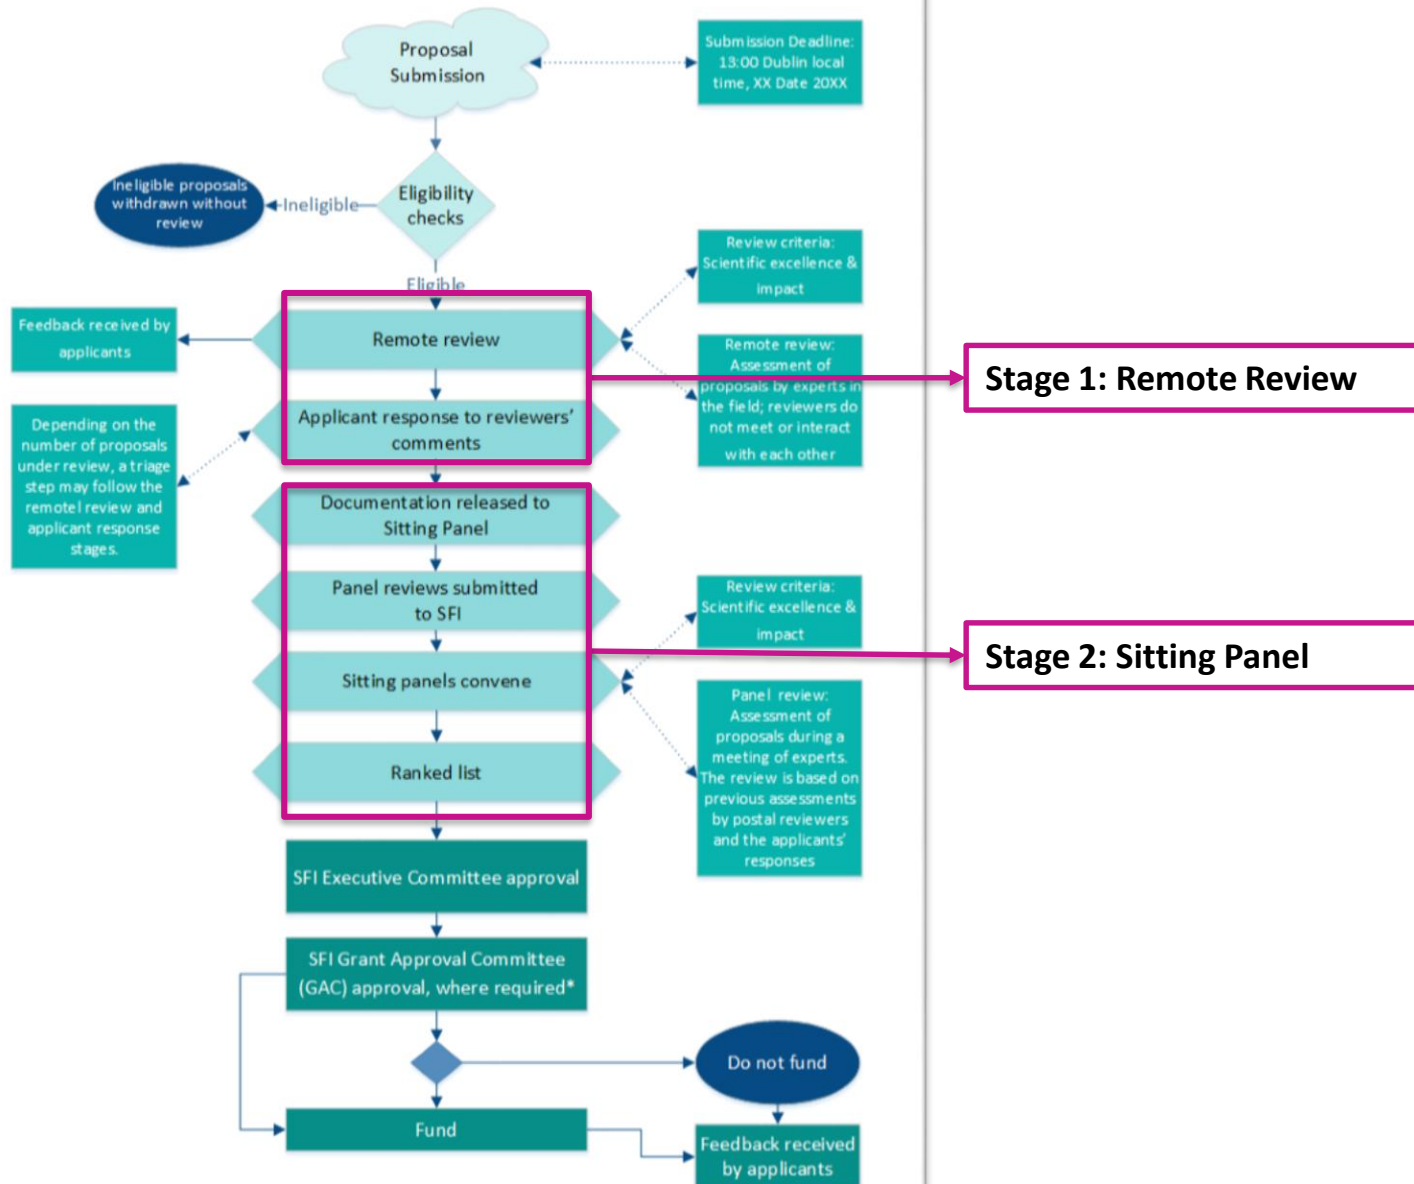 Proposal
Submission
Submission Deadline:
13:00 Dublin local
time, XX Date 20XX
Ineligible proposals
withdrawn without
review
Ineligible
Eligibility
checks
Eligible
Review criteria:
Scientific excellence &
impact
Feedback received by
applicants
Remote review
Remote review:
Assessment of
proposals by experts in
the field; reviewers do
not meet or interact
with each other
Stage 1: Remote Review
Depending on the
number of proposals
under review, a triage
step may follow the
remotel review and
applicant response
stages.
Applicant response to reviewers’
comments
Documentation released to
Sitting Panel
Panel reviews submitted
to SFI
Review criteria:
Scientific excellence &
impact
Stage 2: Sitting Panel
Sitting panels convene
Panel review:
Assessment of
proposals during a
meeting of experts.
The review is based on
previous assessments
by postal reviewers
and the applicants’
responses
Ranked list
SFI Executive Committee approval
SFI Grant Approval Committee
(GAC) approval, where required*
Do not fund
Fund
Feedback received
by applicants